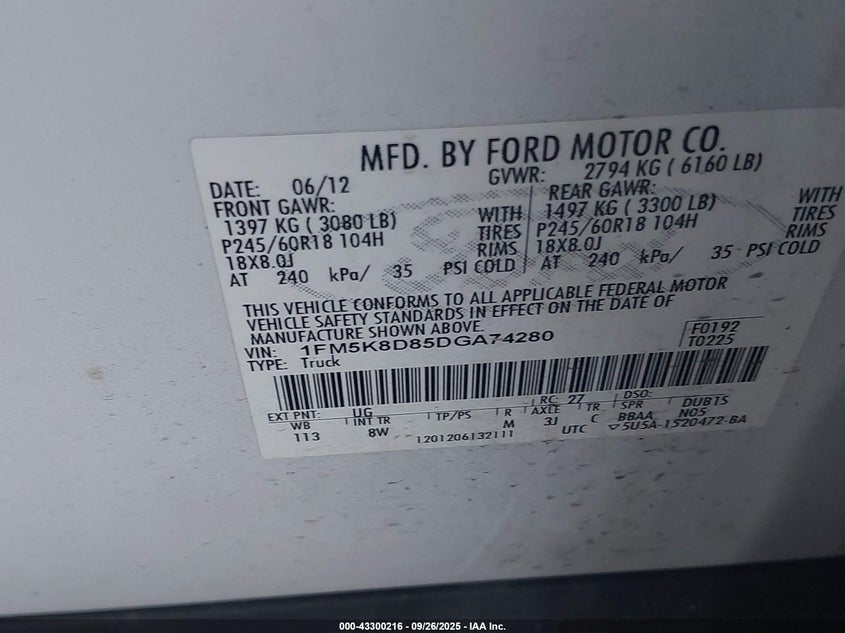 MFD. BY FORD MOTOR CO.
DATE: 06/12 GVWR: 2794 KG ( 6160 LB)
FRONT GAWR: REAR GAWR:
1397 KG ( 3080 LB) WITH 1497 KG ( 3300 LB) WITH
P245/60R18 104H TIRES P245/60R18 104H TIRES
18X8.0J RIMS 18X8.0J RIMS
AT 240 kPa/ 35 PSI COLD AT 240 kPa/ 35 PSI COLD
THIS VEHICLE CONFORMS TO ALL APPLICABLE FEDERAL MOTOR
VEHICLE SAFETY STANDARDS IN EFFECT ON THE DATE OF
MANUFACTURE SHOWN ABOVE.
VIN: 1FM5K8D85DGA74280 F0192
TYPE: Truck T0225
EXT PNT: UG RC: 27 DSO:
WB INT TR TP/PS R AXLE TR SPR DUB1S
113 8W M 3J C BBAA N05
1201206132111 UTC ▽5U5A-1520472-BA
000-43300216 - 09/26/2025 - IAA Inc.